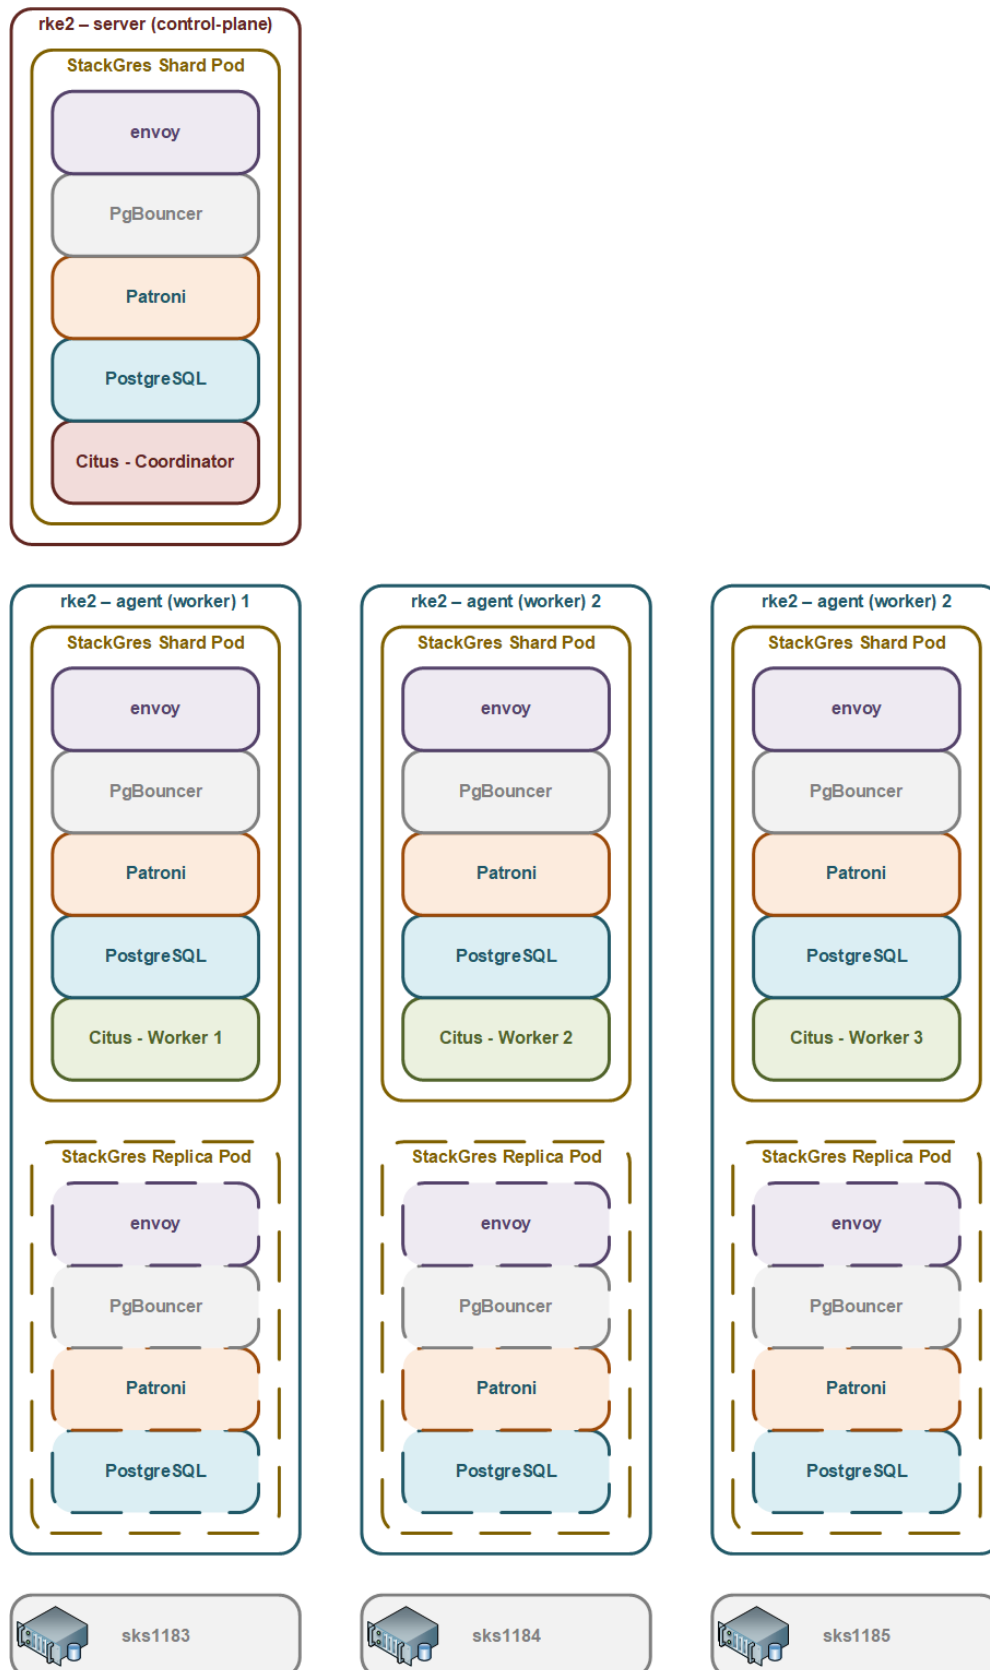 rke2 – server (control-plane)
StackGres Shard Pod
envoy
PgBouncer
Patroni
PostgreSQL
Citus - Coordinator
rke2 – agent (worker) 1
StackGres Shard Pod
envoy
PgBouncer
Patroni
PostgreSQL
Citus - Worker 1
StackGres Replica Pod
envoy
PgBouncer
Patroni
PostgreSQL
sks1183
rke2 – agent (worker) 2
StackGres Shard Pod
envoy
PgBouncer
Patroni
PostgreSQL
Citus - Worker 2
StackGres Replica Pod
envoy
PgBouncer
Patroni
PostgreSQL
sks1184
rke2 – agent (worker) 2
StackGres Shard Pod
envoy
PgBouncer
Patroni
PostgreSQL
Citus - Worker 3
StackGres Replica Pod
envoy
PgBouncer
Patroni
PostgreSQL
sks1185